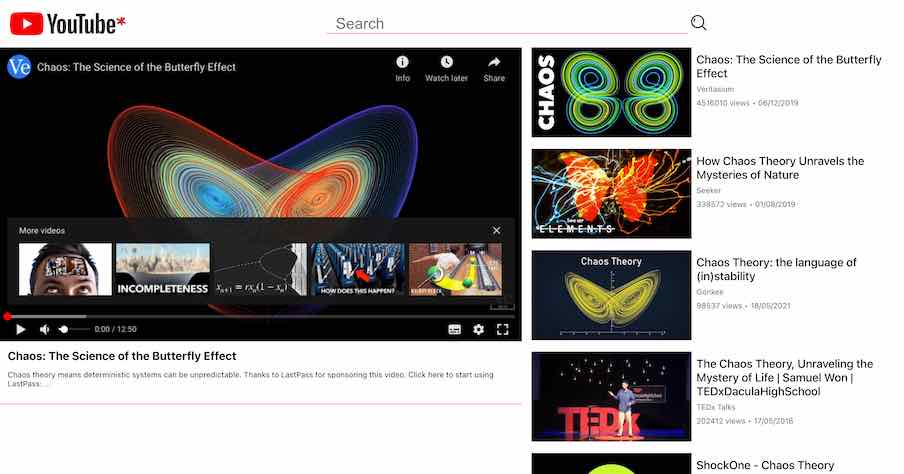 YouTube*
Search
Chaos: The Science of the Butterfly Effect
Info
Watch later
Share
More videos
INCOMPLETENESS
xn+1 = rxn(1−xn)
HOW DOES THIS HAPPEN?
0:00 / 12:50
Chaos: The Science of the Butterfly Effect
Chaos theory means deterministic systems can be unpredictable. Thanks to LastPass for sponsoring this video. Click here to start using
LastPass: ...
CHAOS
Chaos: The Science of the Butterfly
Effect
Veritasium
4516010 views • 06/12/2019
ELEMENTS
How Chaos Theory Unravels the
Mysteries of Nature
Seeker
338572 views • 01/08/2019
Chaos Theory
Chaos Theory: the language of
(in)stability
Gonkee
98537 views • 18/05/2021
TEDx
The Chaos Theory, Unraveling the
Mystery of Life | Samuel Won |
TEDxDaculaHighSchool
TEDx Talks
202412 views • 17/05/2016
ShockOne - Chaos Theory